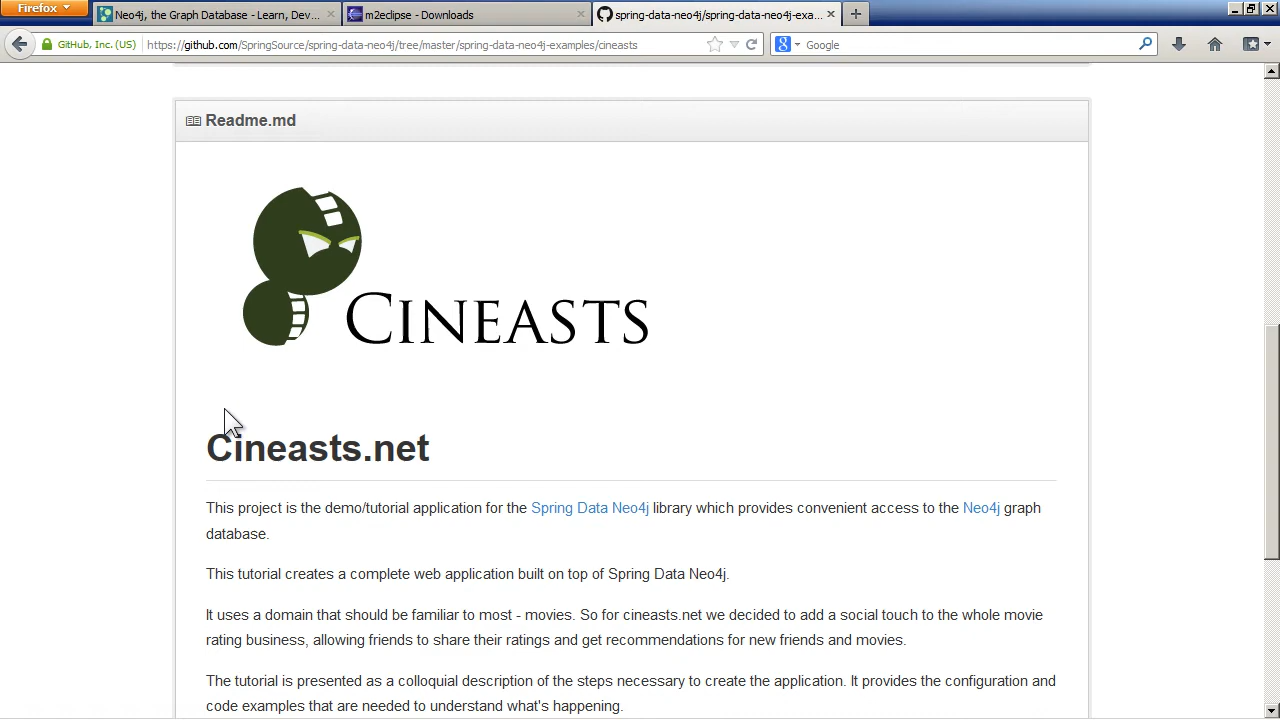 Firefox
Neo4j, the Graph Database - Learn, Dev...
m2eclipse - Downloads
spring-data-neo4j/spring-data-neo4j-exa...
GitHub, Inc. (US)
https://github.com/SpringSource/spring-data-neo4j/tree/master/spring-data-neo4j-examples/cineasts
Google
Readme.md
CINEASTS
Cineasts.net
This project is the demo/tutorial application for the Spring Data Neo4j library which provides convenient access to the Neo4j graph
database.
This tutorial creates a complete web application built on top of Spring Data Neo4j.
It uses a domain that should be familiar to most - movies. So for cineasts.net we decided to add a social touch to the whole movie
rating business, allowing friends to share their ratings and get recommendations for new friends and movies.
The tutorial is presented as a colloquial description of the steps necessary to create the application. It provides the configuration and
code examples that are needed to understand what's happening.